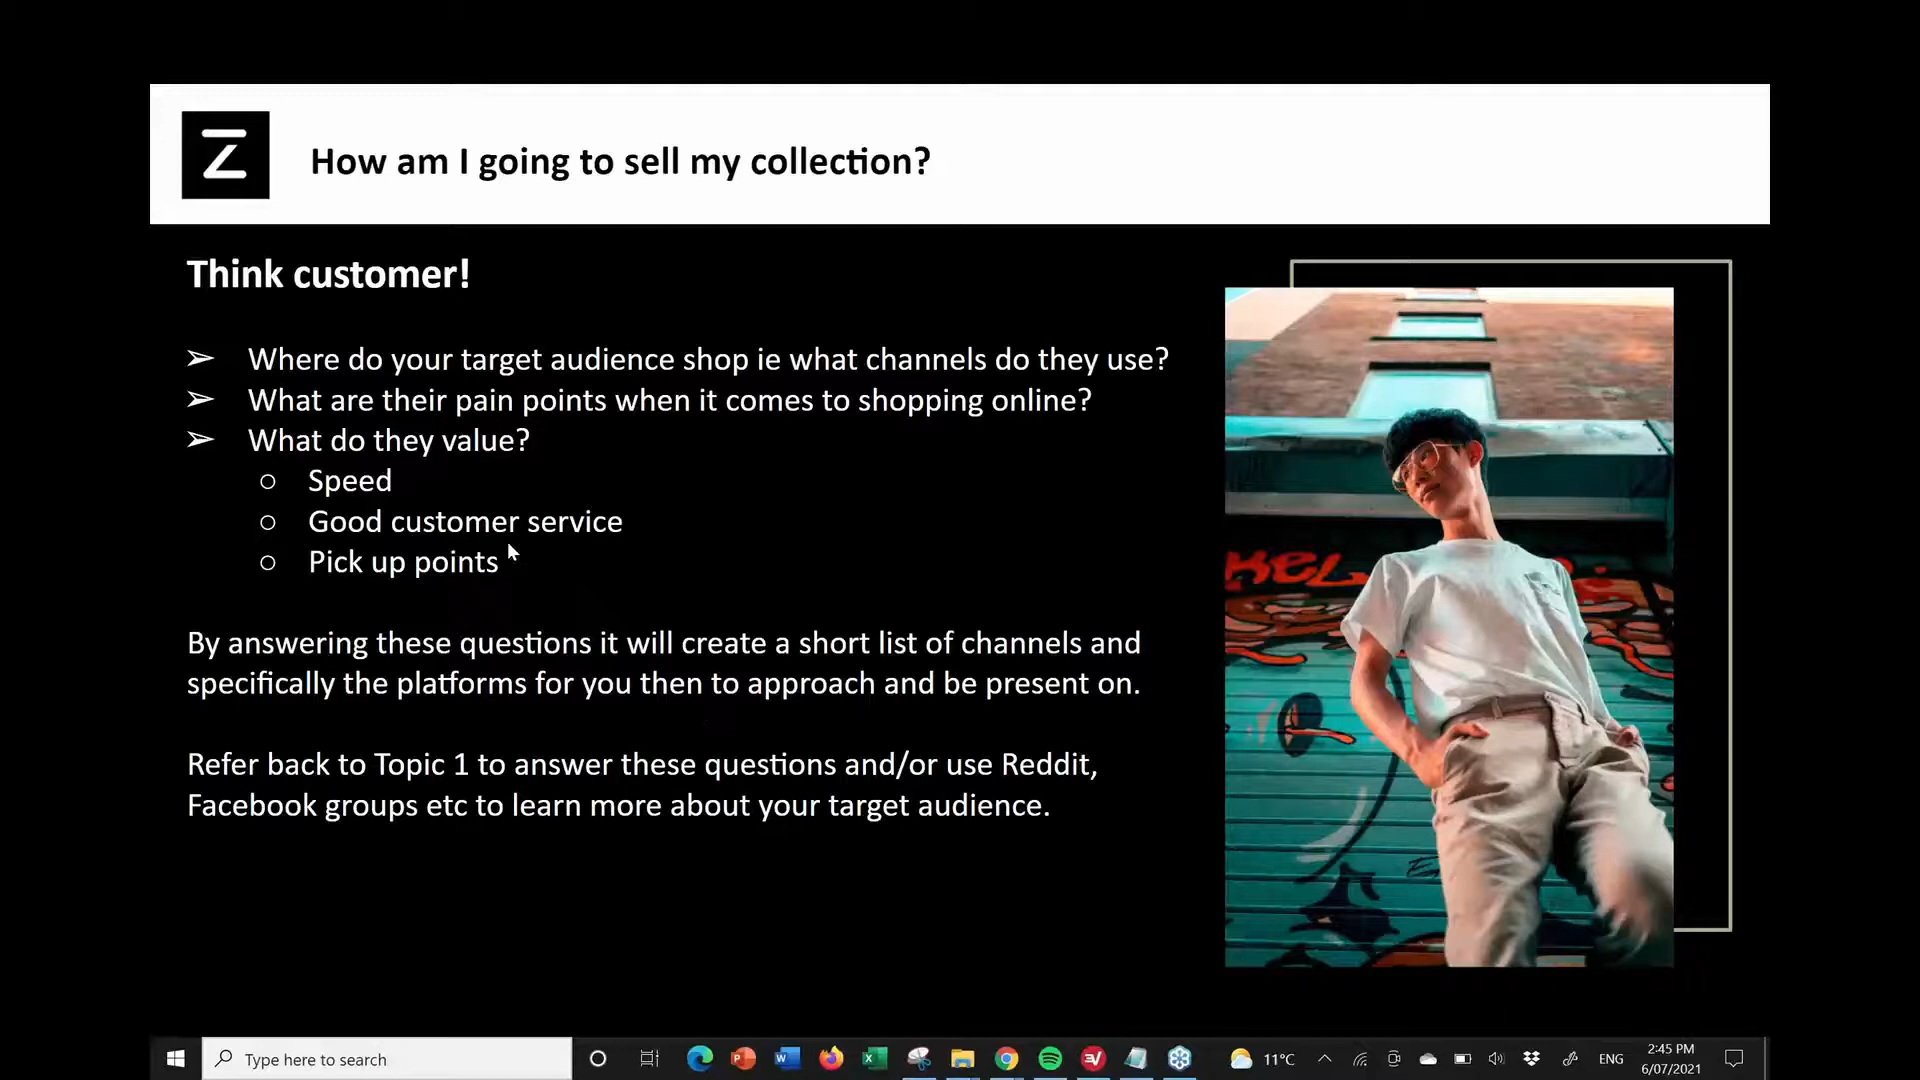 Z
How am I going to sell my collection?
Think customer!
➢ Where do your target audience shop ie what channels do they use?
➢ What are their pain points when it comes to shopping online?
➢ What do they value?
○ Speed
○ Good customer service
○ Pick up points
By answering these questions it will create a short list of channels and
specifically the platforms for you then to approach and be present on.
Refer back to Topic 1 to answer these questions and/or use Reddit,
Facebook groups etc to learn more about your target audience.
Type here to search
11°C
ENG
2:45 PM
6/07/2021